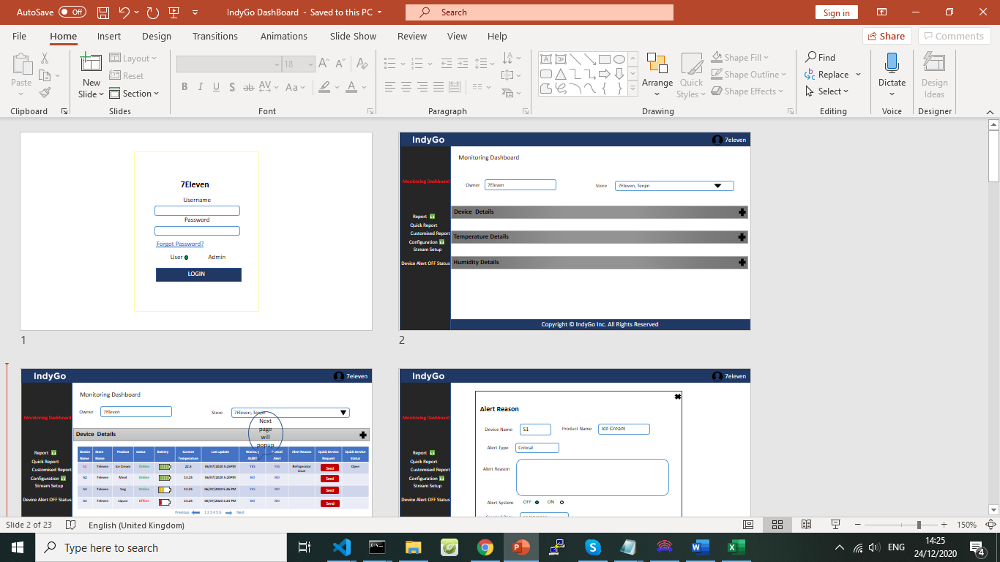 AutoSave Off IndyGo DashBoard - Saved to this PC Search Sign in
File Home Insert Design Transitions Animations Slide Show Review View Help Share Comments
Paste New Slide Layout Reset Section 18 Arrange Quick Styles Shape Fill Shape Outline Shape Effects Find Replace Select Dictate Design Ideas
Clipboard Slides Font Paragraph Drawing Editing Voice Designer
7Eleven
Username
Password
Forgot Password?
User Admin
LOGIN
1
IndyGo 7eleven
Monitoring Dashboard
Monitoring Dashboard
Owner 7Eleven Store 7Eleven, Tenjin
Device Details
Report
Quick Report
Customised Report
Temperature Details
Configuration
Stream Setup
Device Alert OFF Status
Humidity Details
Copyright © IndyGo Inc. All Rights Reserved
2
IndyGo 7eleven
Monitoring Dashboard
Owner 7Eleven Store 7Eleven, Tenjin
Monitoring Dashboard
Next page will popup
Device Details
Report
Quick Report
Customised Report
Configuration
Stream Setup
Device Alert OFF Status
Device Name Store Name Product status Battery Current Temperature Last update Alert Alert Reason Quick Service Request Quick Service Status
S1 7eleven Ice Cream Online 22.5 06/07/2020 5.25PM YES YES Refrigerator issue Send Open
S2 7eleven Meat Online 13.25 06/07/2020 5.20PM NO NO Send
S3 7eleven Veg Online 12.25 06/07/2020 5.26 PM YES NO Send
S4 7eleven Liquor Offline 13.25 06/07/2020 3.25 PM NO NO Send
Previous 1 2 3 4 5 6 Next
IndyGo 7eleven
Alert Reason
Monitoring Dashboard
Device Name S1 Product Name Ice Cream
Alert Type Critical
Report
Quick Report
Customised Report
Configuration
Stream Setup
Device Alert OFF Status
Alert Reason
Alert System OFF ON
Slide 2 of 23 English (United Kingdom) 150%
Type here to search ENG 14:25
24/12/2020 4